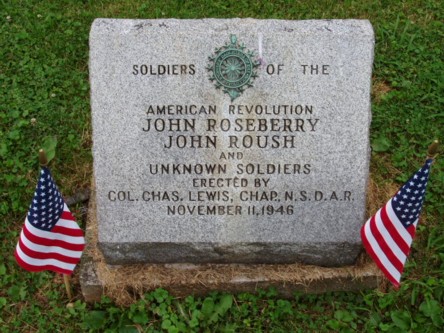 SOLDIERS OF THE
AMERICAN REVOLUTION
JOHN ROSEBERRY
JOHN ROUSH
AND
UNKNOWN SOLDIERS
ERECTED BY
COL. CHAS. LEWIS, CHAP. N.S.D.A.R.
NOVEMBER 11, 1946